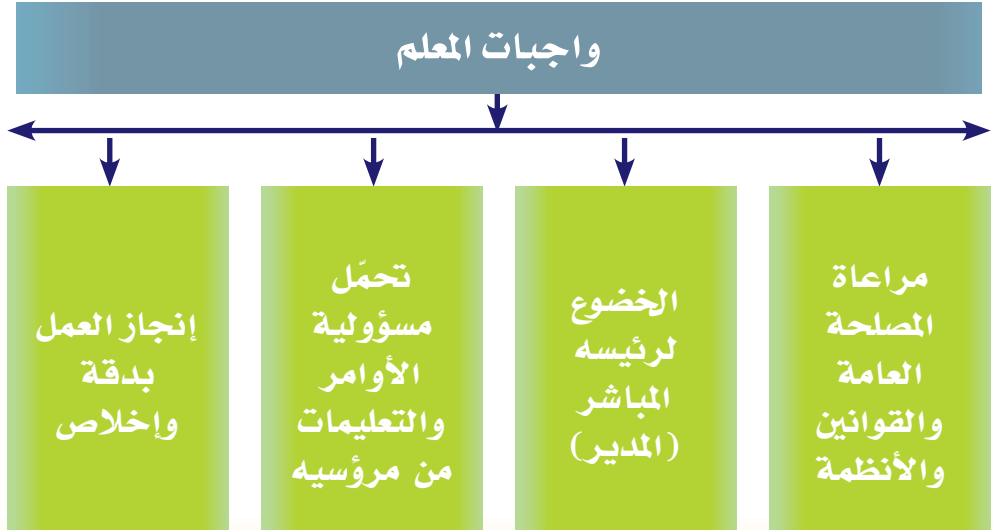 واجبات المعلم
مراعاة
المصلحة
العامة
والقوانين
والأنظمة
الخضوع
لرئيسه
المباشر
(المدير)
تحمّل
مسؤولية
الأوامر
والتعليمات
من مرؤسيه
إنجاز العمل
بدقة
وإخلاص